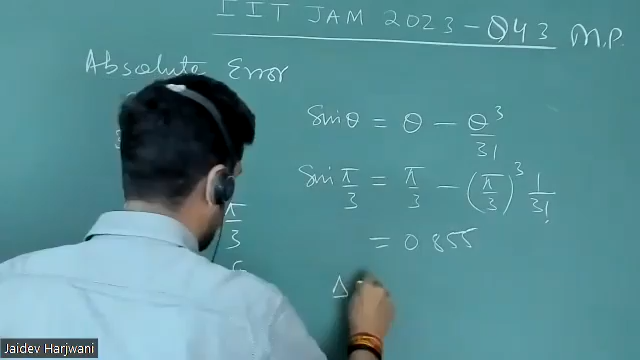 IIT JAM 2023 - Q43 M.P.
Absolute Error
Sinθ = θ - θ³/3!
Sin π/3 = π/3 - (π/3)³ 1/3!
π/3
= 0.855
Δ
Jaidev Harjwani